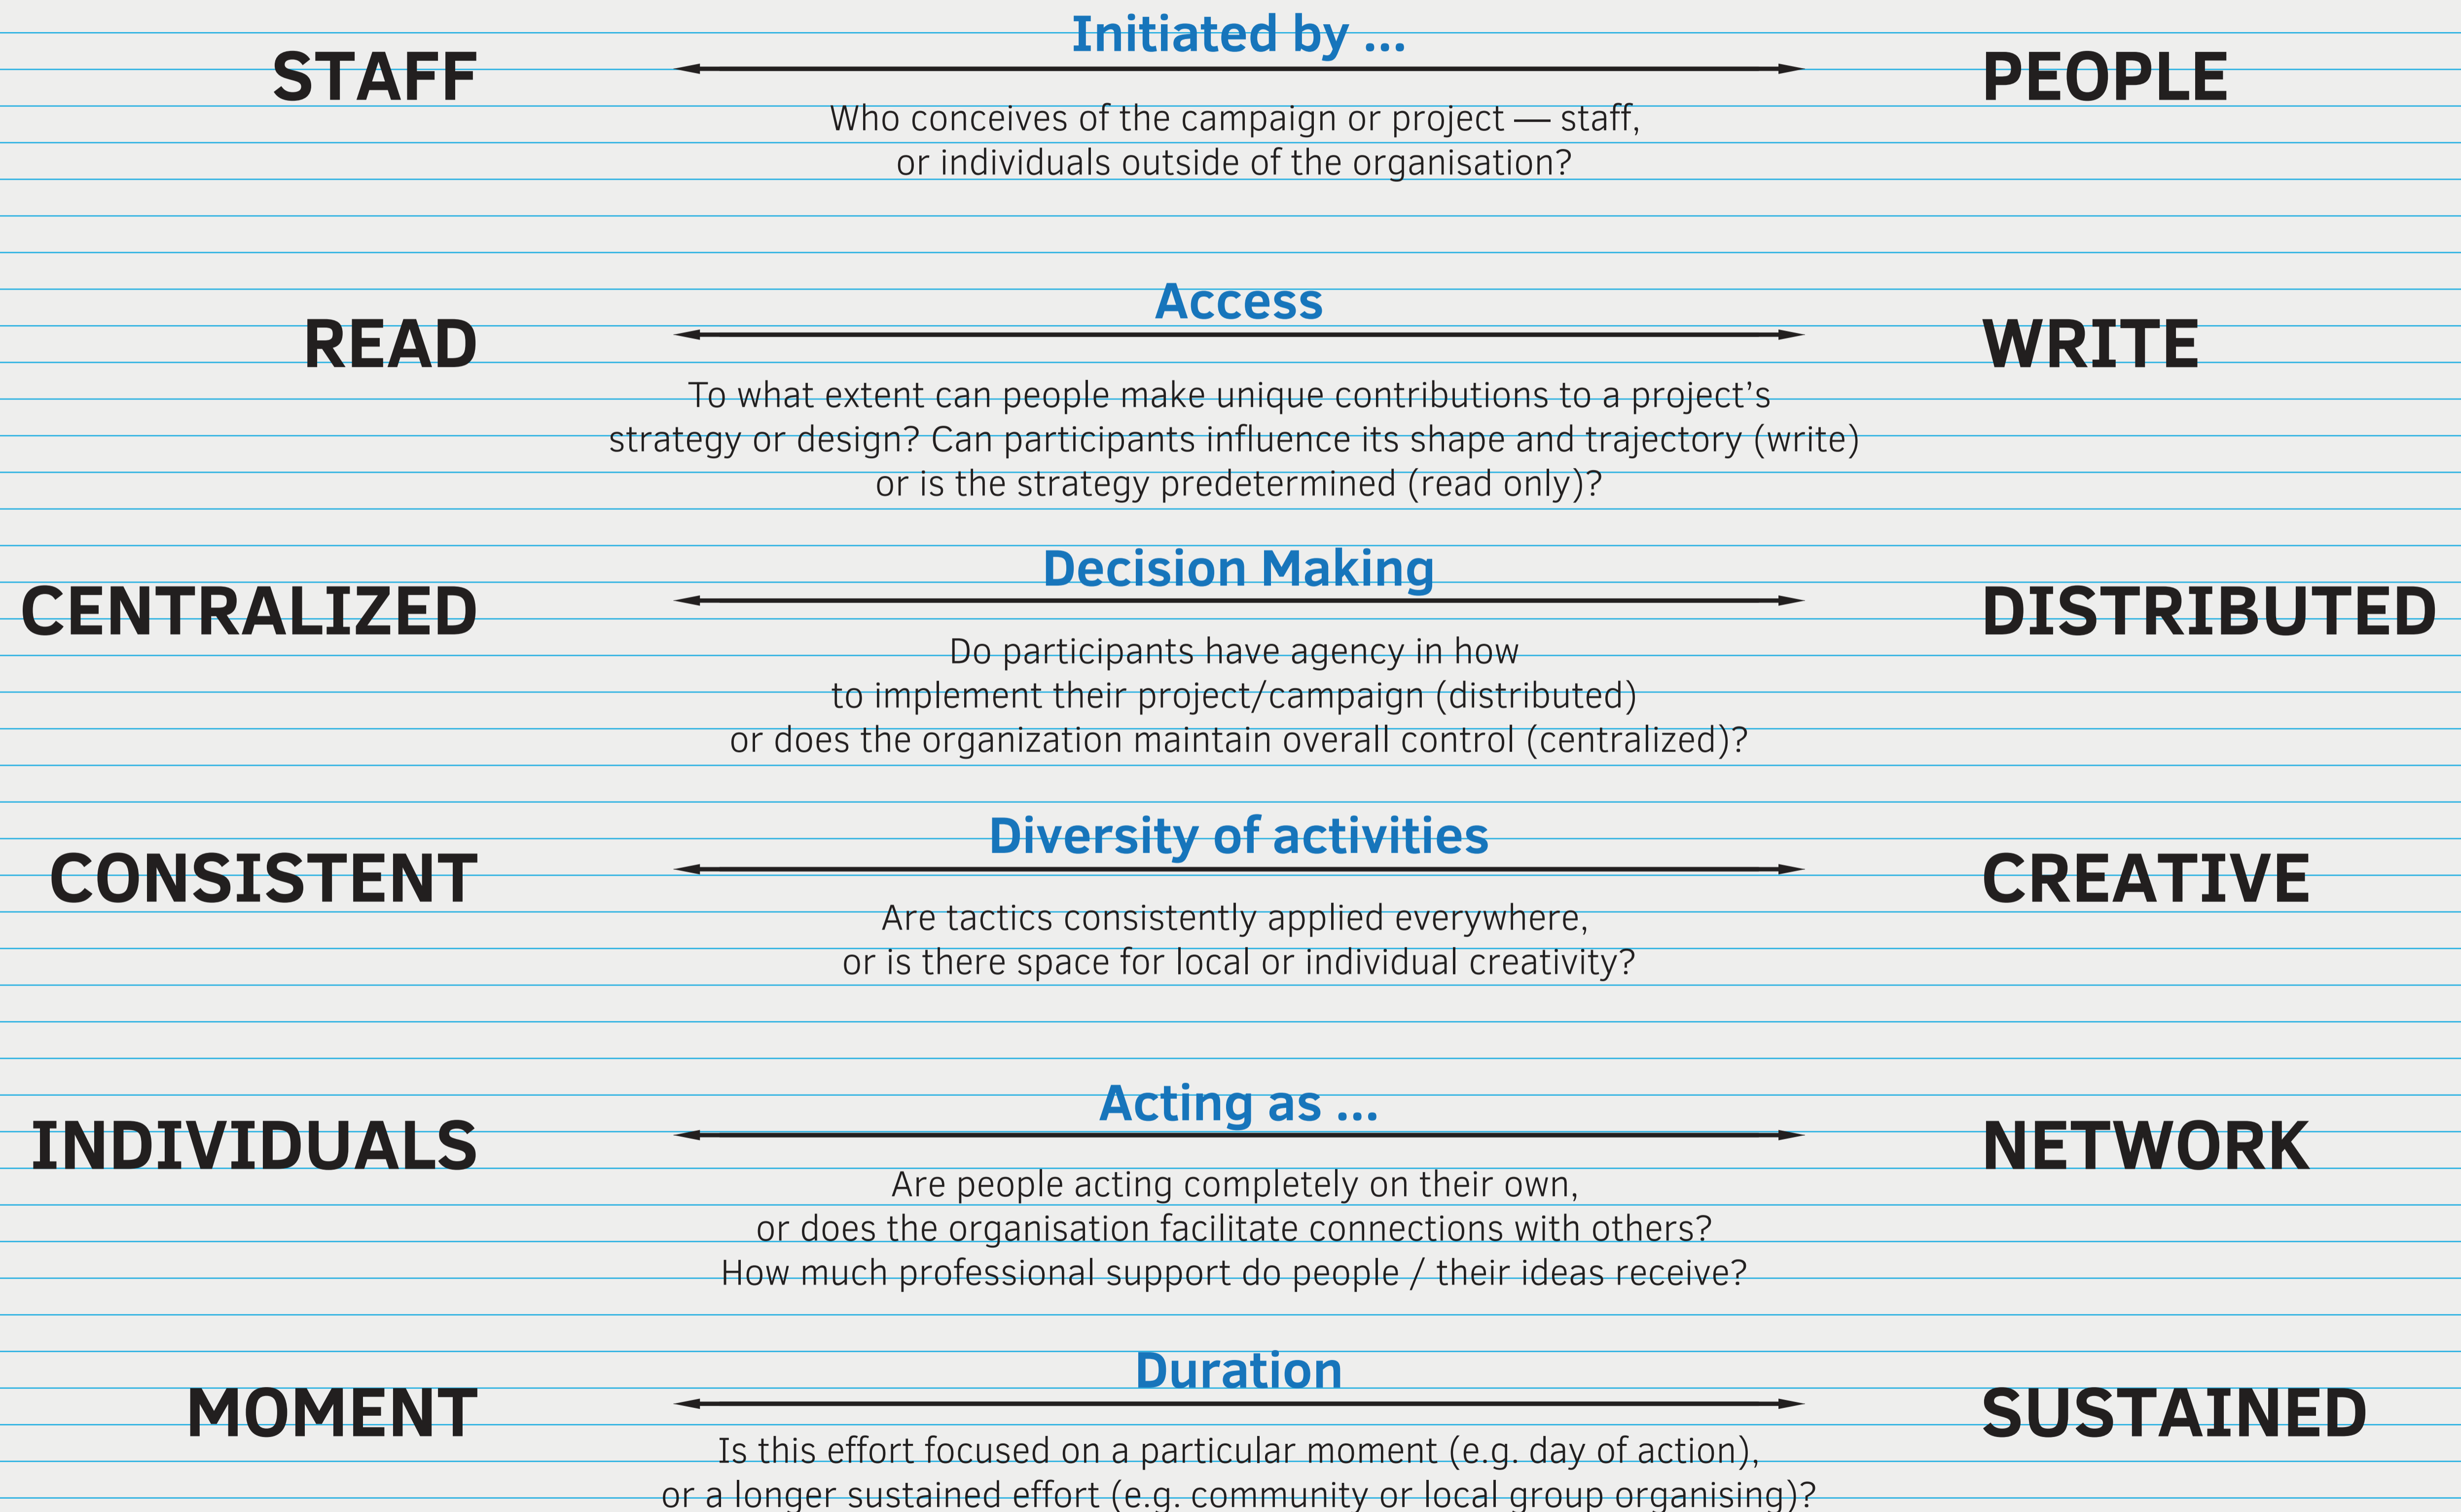 Initiated by ...
STAFF
PEOPLE
Who conceives of the campaign or project — staff,
or individuals outside of the organisation?
Access
READ
WRITE
To what extent can people make unique contributions to a project’s
strategy or design? Can participants influence its shape and trajectory (write)
or is the strategy predetermined (read only)?
Decision Making
CENTRALIZED
DISTRIBUTED
Do participants have agency in how
to implement their project/campaign (distributed)
or does the organization maintain overall control (centralized)?
Diversity of activities
CONSISTENT
CREATIVE
Are tactics consistently applied everywhere,
or is there space for local or individual creativity?
Acting as ...
INDIVIDUALS
NETWORK
Are people acting completely on their own,
or does the organisation facilitate connections with others?
How much professional support do people / their ideas receive?
Duration
MOMENT
SUSTAINED
Is this effort focused on a particular moment (e.g. day of action),
or a longer sustained effort (e.g. community or local group organising)?